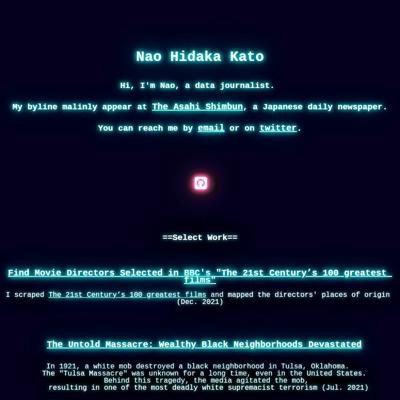 Nao Hidaka Kato
Hi, I'm Nao, a data journalist.
My byline malinly appear at The Asahi Shimbun, a Japanese daily newspaper.
You can reach me by email or on twitter.
==Select Work==
Find Movie Directors Selected in BBC's "The 21st Century’s 100 greatest
films"
I scraped The 21st Century’s 100 greatest films and mapped the directors' places of origin
(Dec. 2021)
The Untold Massacre: Wealthy Black Neighborhoods Devastated
In 1921, a white mob destroyed a black neighborhood in Tulsa, Oklahoma.
The "Tulsa Massacre" was unknown for a long time, even in the United States.
Behind this tragedy, the media agitated the mob,
resulting in one of the most deadly white supremacist terrorism (Jul. 2021)